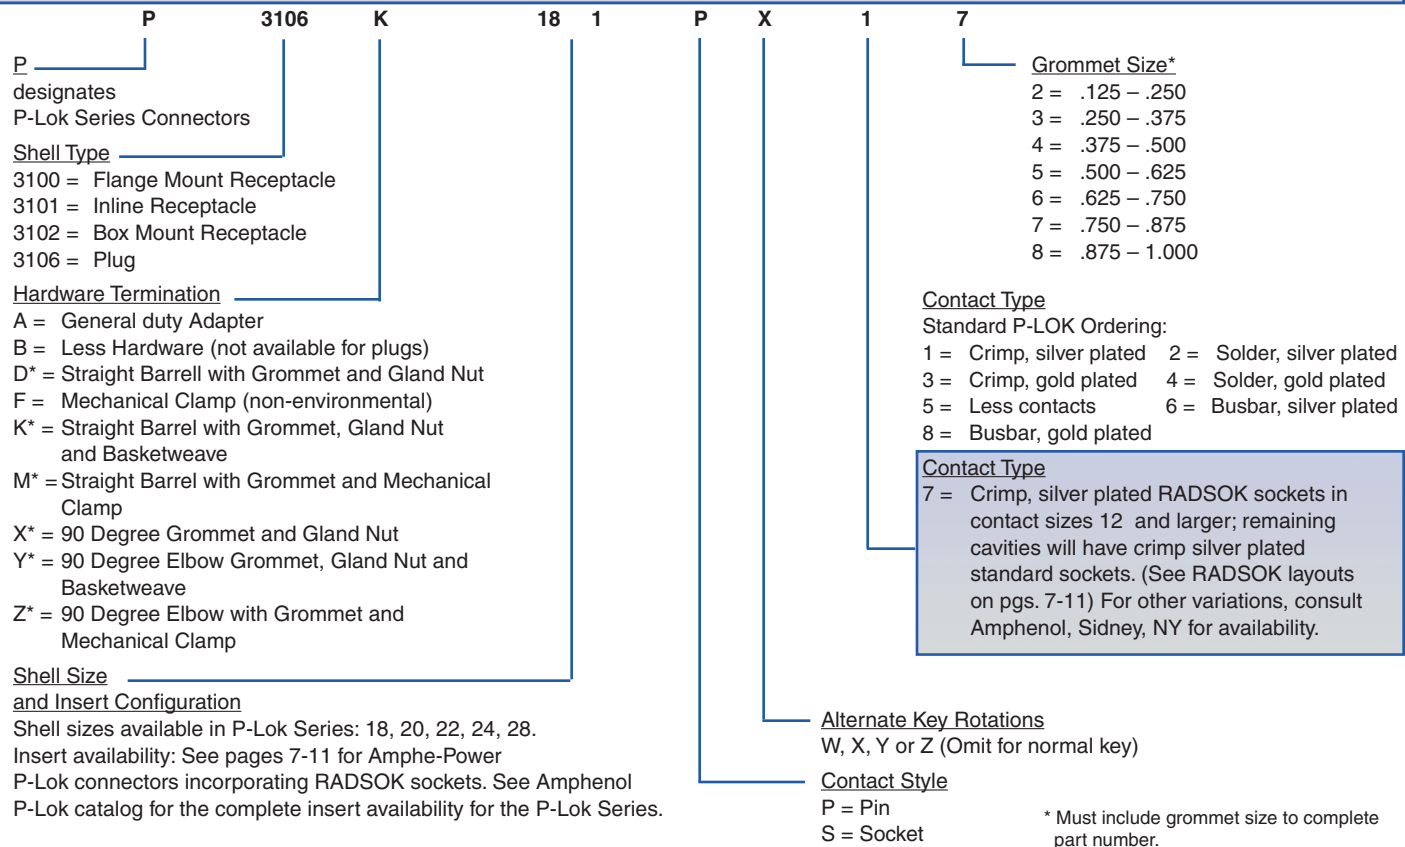 P 3106 K 18 1 P X 1 7
P
designates
P-Lok Series Connectors
Shell Type
3100 = Flange Mount Receptacle
3101 = Inline Receptacle
3102 = Box Mount Receptacle
3106 = Plug
Hardware Termination
A = General duty Adapter
B = Less Hardware (not available for plugs)
D* = Straight Barrell with Grommet and Gland Nut
F = Mechanical Clamp (non-environmental)
K* = Straight Barrel with Grommet, Gland Nut
and Basketweave
M* = Straight Barrel with Grommet and Mechanical
Clamp
X* = 90 Degree Grommet and Gland Nut
Y* = 90 Degree Elbow Grommet, Gland Nut and
Basketweave
Z* = 90 Degree Elbow with Grommet and
Mechanical Clamp
Shell Size
and Insert Configuration
Shell sizes available in P-Lok Series: 18, 20, 22, 24, 28.
Insert availability: See pages 7-11 for Amphe-Power
P-Lok connectors incorporating RADSOK sockets. See Amphenol
P-Lok catalog for the complete insert availability for the P-Lok Series.
Grommet Size*
2 = .125 – .250
3 = .250 – .375
4 = .375 – .500
5 = .500 – .625
6 = .625 – .750
7 = .750 – .875
8 = .875 – 1.000
Contact Type
Standard P-LOK Ordering:
1 = Crimp, silver plated 2 = Solder, silver plated
3 = Crimp, gold plated 4 = Solder, gold plated
5 = Less contacts 6 = Busbar, silver plated
8 = Busbar, gold plated
Contact Type
7 = Crimp, silver plated RADSOK sockets in
contact sizes 12 and larger; remaining
cavities will have crimp silver plated
standard sockets. (See RADSOK layouts
on pgs. 7-11) For other variations, consult
Amphenol, Sidney, NY for availability.
Alternate Key Rotations
W, X, Y or Z (Omit for normal key)
Contact Style
P = Pin
S = Socket
* Must include grommet size to complete
part number.